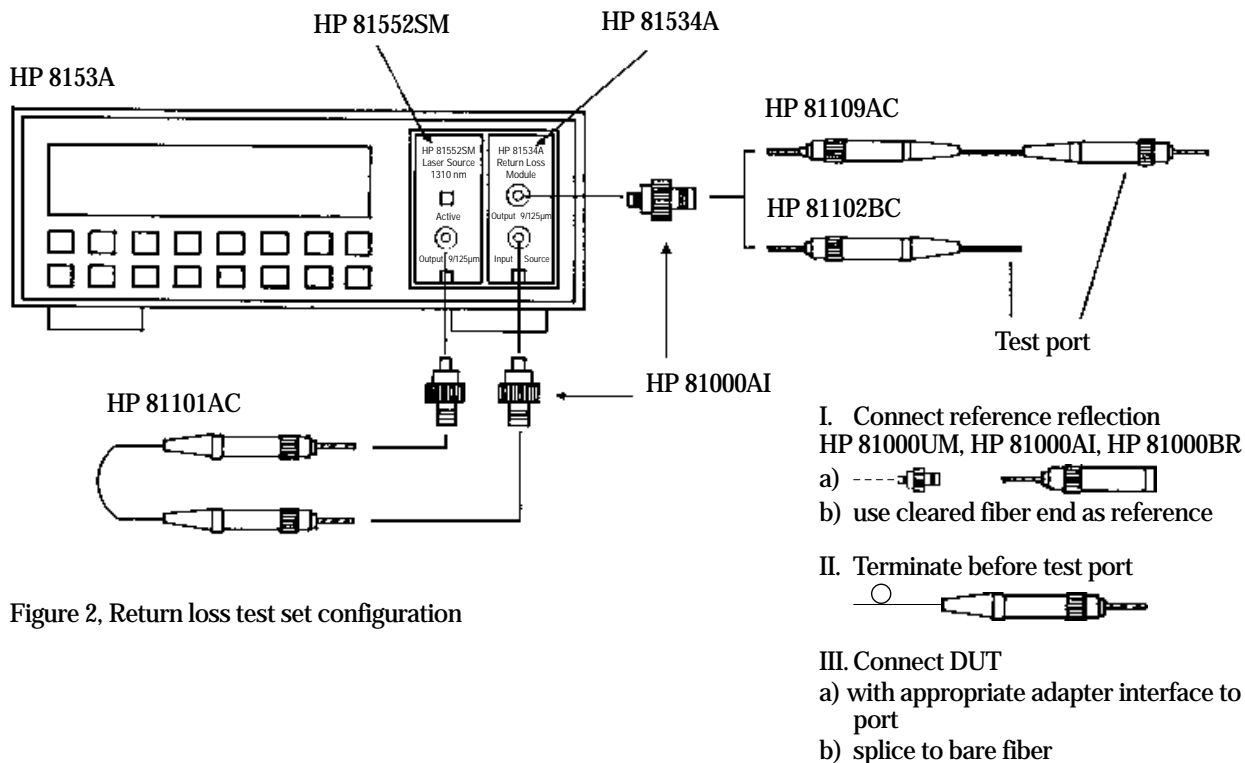 HP 81552SM
HP 81534A
HP 8153A
HP 81552SM
Laser Source
1310 nm
Active
Output 9/125µm
HP 81534A
Return Loss
Module
Output 9/125µm
Input Source
HP 81109AC
HP 81102BC
Test port
HP 81000AI
HP 81101AC
I. Connect reference reflection
HP 81000UM, HP 81000AI, HP 81000BR
a)
b) use cleared fiber end as reference
II. Terminate before test port
III. Connect DUT
a) with appropriate adapter interface to
port
b) splice to bare fiber
Figure 2, Return loss test set configuration